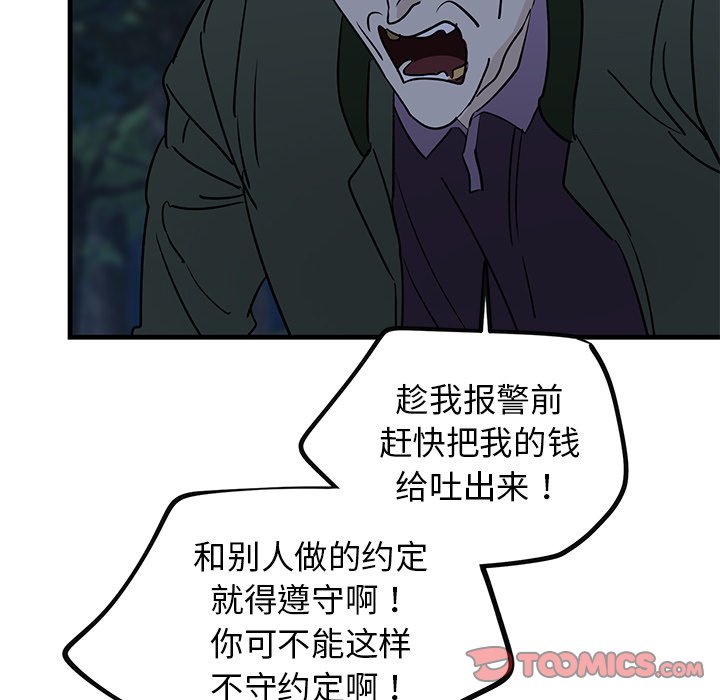 趁我报警前
赶快把我的钱
给吐出来！
和别人做的约定
就得遵守啊！
你可不能这样
不守约定啊！
TOOMICS.COM